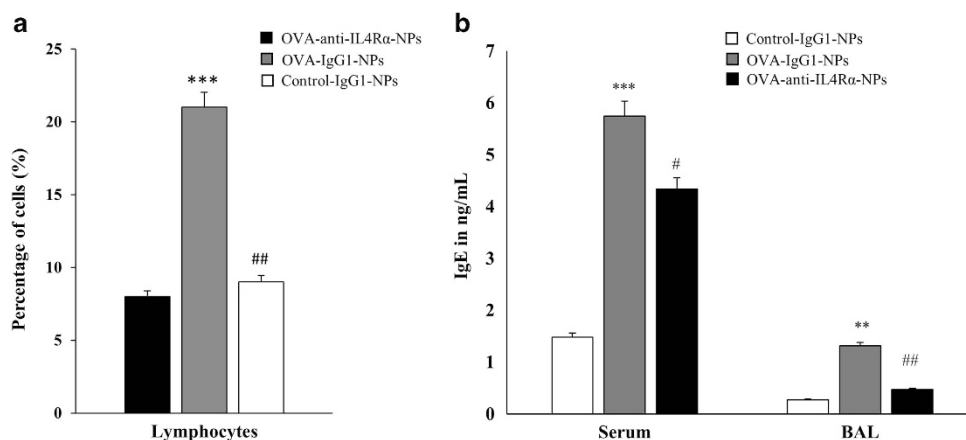 a
OVA-anti-IL4Rα-NPs
OVA-IgG1-NPs
Control-IgG1-NPs
Percentage of cells (%)
25
20
15
10
5
0
***
##
Lymphocytes
b
Control-IgG1-NPs
OVA-IgG1-NPs
OVA-anti-IL4Rα-NPs
IgE in ng/mL
7
6
5
4
3
2
1
0
***
#
**
##
Serum
BAL